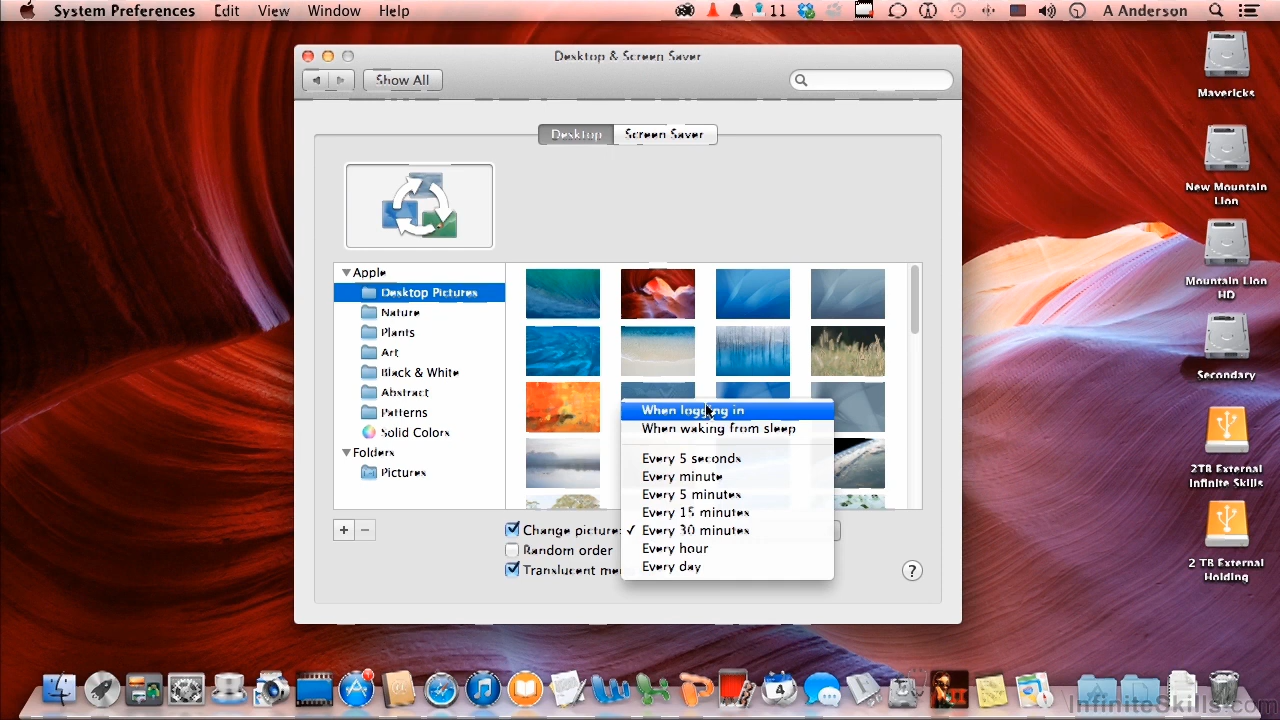 System Preferences Edit View Window Help
11 A Anderson
Desktop & Screen Saver
Show All
Desktop Screen Saver
Apple
Desktop Pictures
Nature
Plants
Art
Black & White
Abstract
Patterns
Solid Colors
Folders
Pictures
When logging in
When waking from sleep
Every 5 seconds
Every minute
Every 5 minutes
Every 15 minutes
✓ Every 30 minutes
Every hour
Every day
+ −
Change picture:
Random order
Translucent me
?
Mavericks
New Mountain
Lion
Mountain Lion
HD
Secondary
2TB External
Infinite Skills
2 TB External
Holding
4
InfiniteSkills.com